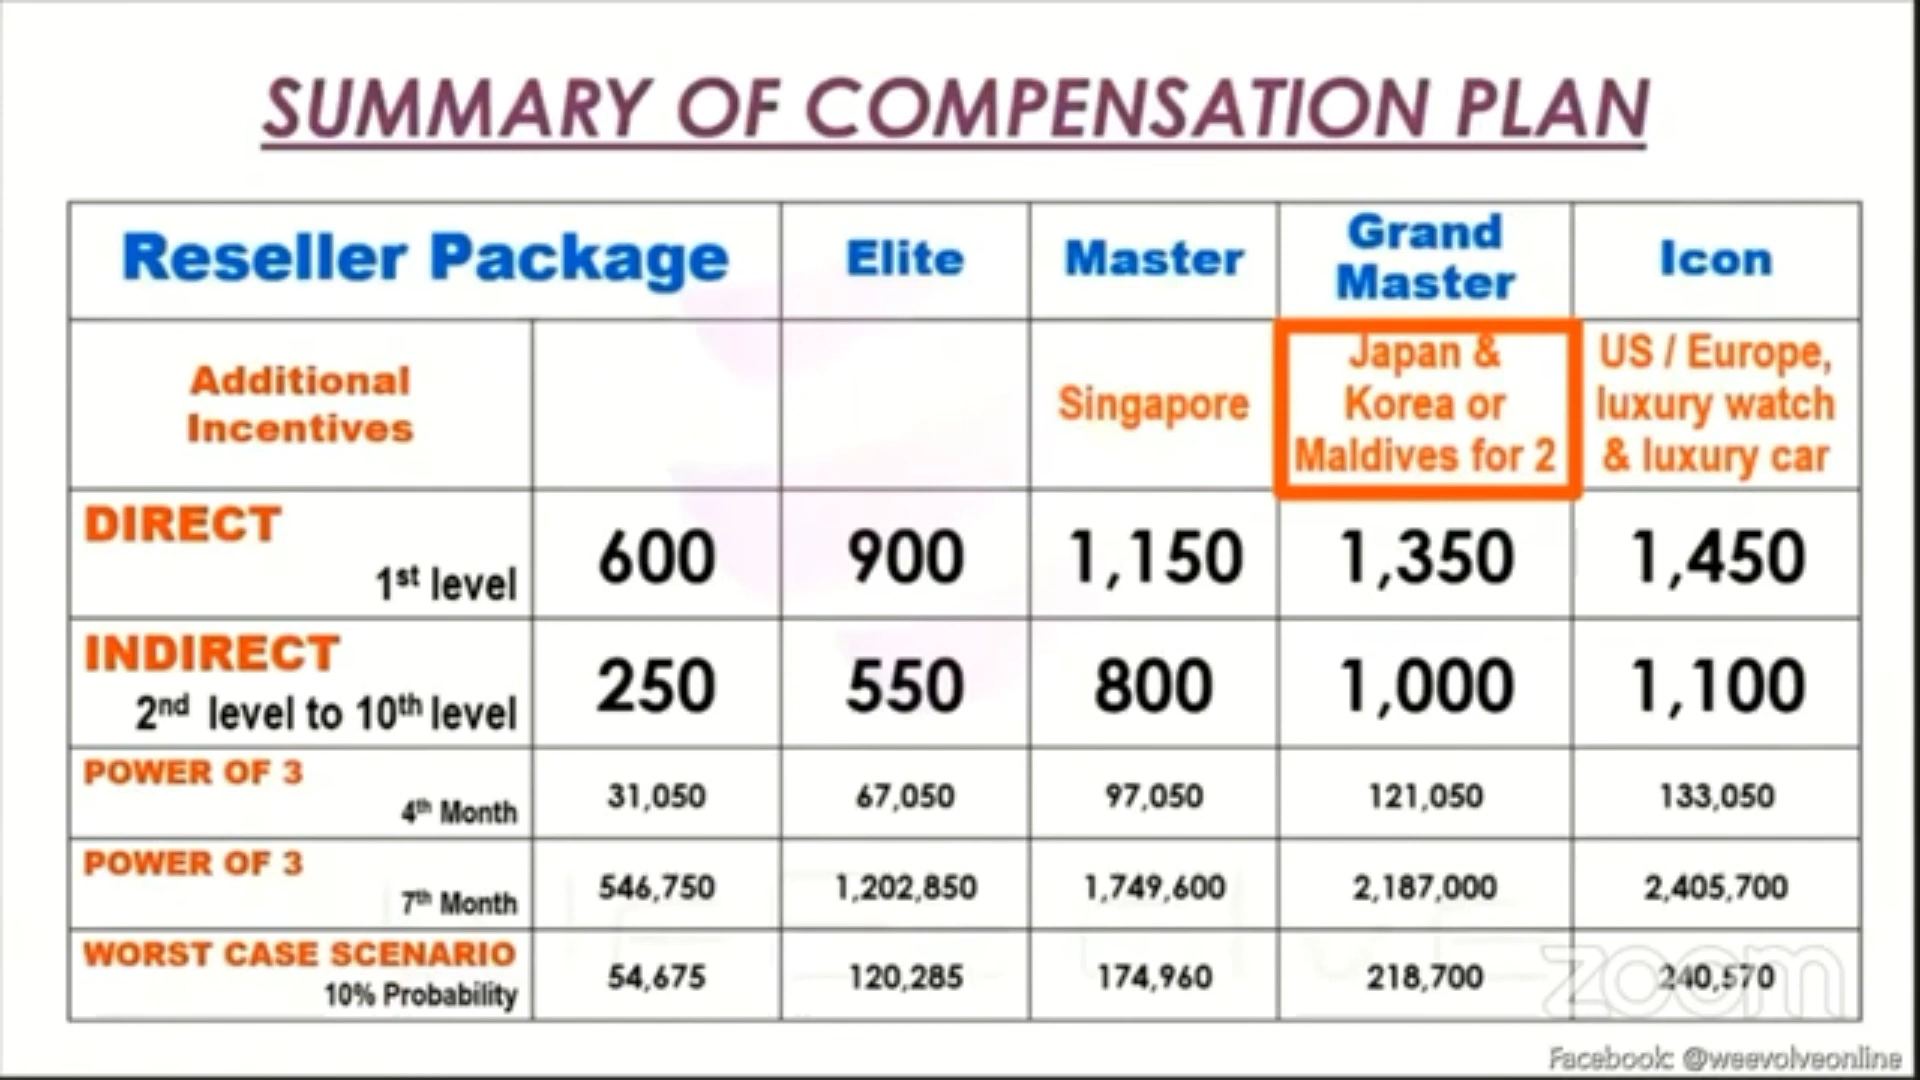 SUMMARY OF COMPENSATION PLAN
Reseller Package
Elite
Master
Grand
Master
Icon
Additional
Incentives
Singapore
Japan &
Korea or
Maldives for 2
US / Europe,
luxury watch
& luxury car
DIRECT
1st level
600
900
1,150
1,350
1,450
INDIRECT
2nd level to 10th level
250
550
800
1,000
1,100
POWER OF 3
4th Month
31,050
67,050
97,050
121,050
133,050
POWER OF 3
7th Month
546,750
1,202,850
1,749,600
2,187,000
2,405,700
WORST CASE SCENARIO
10% Probability
54,675
120,285
174,960
218,700
240,570
zoom
Facebook: @weevolveonline